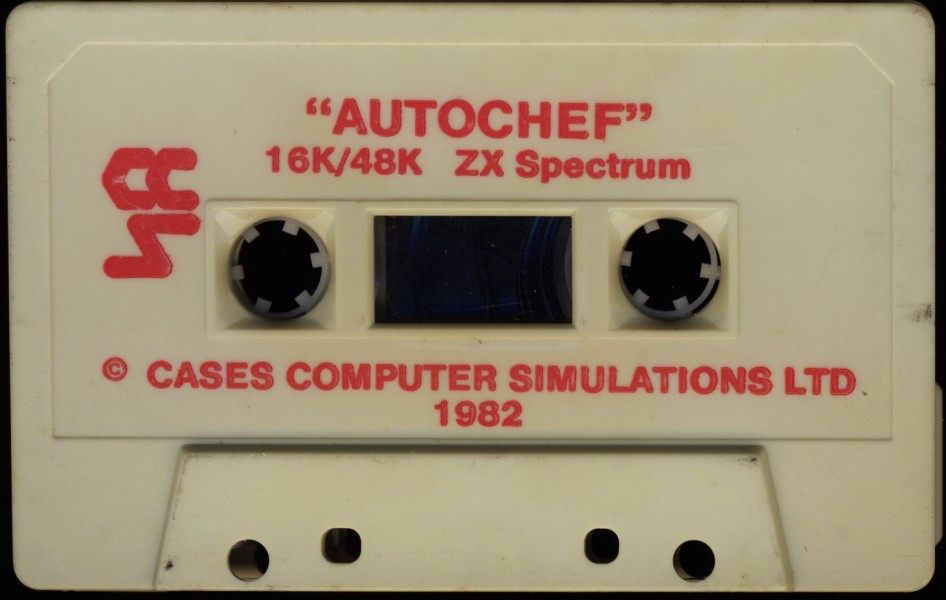 “AUTOCHEF”
16K/48K ZX Spectrum
© CASES COMPUTER SIMULATIONS LTD
1982